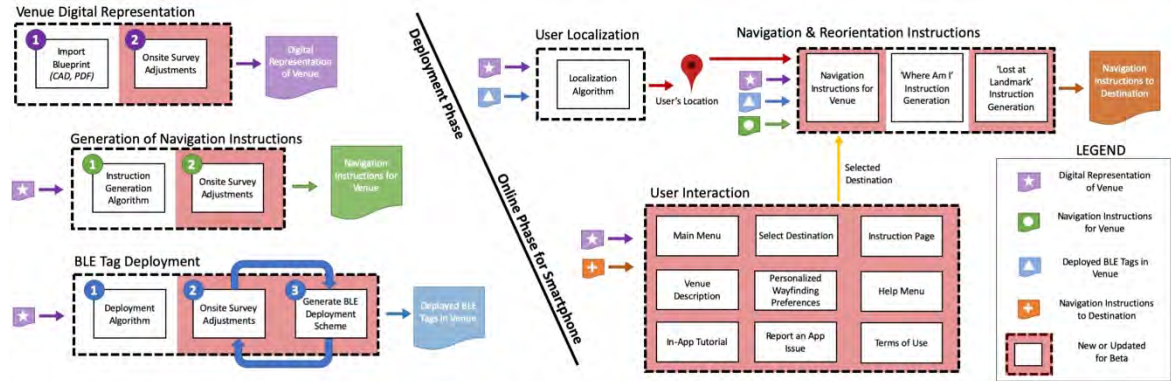 Venue Digital Representation
1
Import
Blueprint
(CAD, PDF)
2
Onsite Survey
Adjustments
Digital
Representation
of Venue
Generation of Navigation Instructions
1
Instruction
Generation
Algorithm
2
Onsite Survey
Adjustments
Navigation
Instructions for
Venue
BLE Tag Deployment
1
Deployment
Algorithm
2
Onsite Survey
Adjustments
3
Generate BLE
Deployment
Scheme
Deployed BLE
Tags in Venue
Deployment Phase
Online Phase for Smartphone
User Localization
Localization
Algorithm
User's Location
Navigation & Reorientation Instructions
Navigation
Instructions for
Venue
'Where Am I'
Instruction
Generation
'Lost at
Landmark'
Instruction
Generation
Navigation
Instructions to
Destination
Selected
Destination
User Interaction
Main Menu
Select Destination
Instruction Page
Venue
Description
Personalized
Wayfinding
Preferences
Help Menu
In-App Tutorial
Report an App
Issue
Terms of Use
LEGEND
Digital Representation
of Venue
Navigation Instructions
for Venue
Deployed BLE Tags in
Venue
Navigation Instructions
to Destination
New or Updated
for Beta